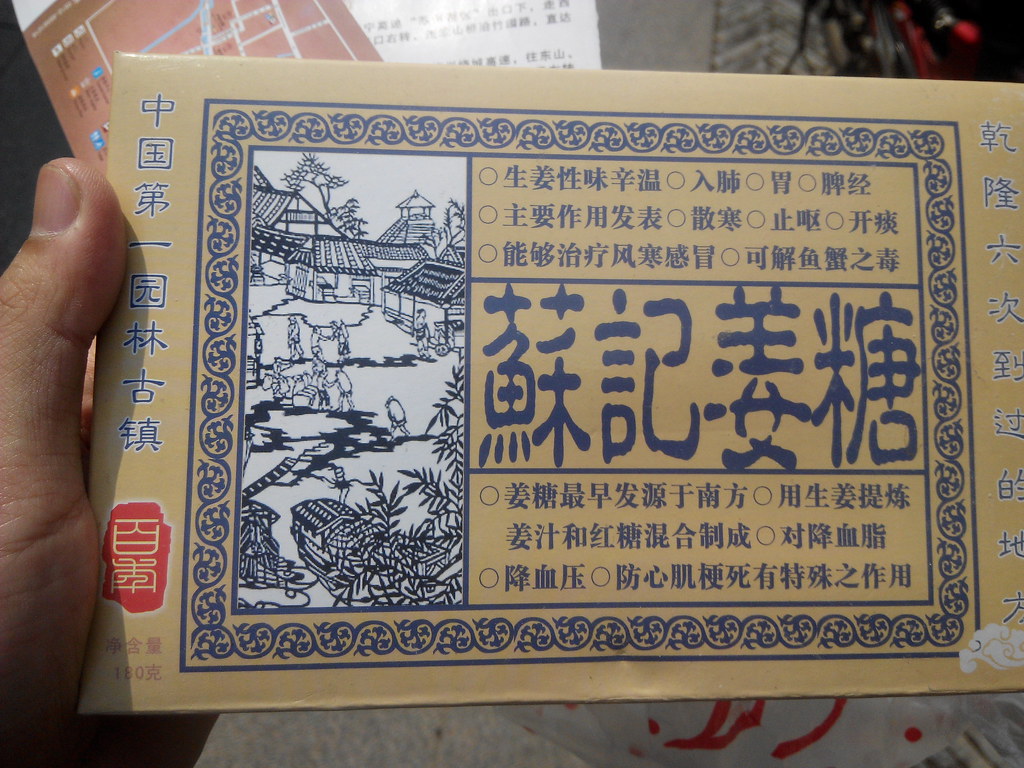 中国第一园林古镇
百年
净含量
180克
○生姜性味辛温○入肺○胃○脾经
○主要作用发表○散寒○止呕○开痰
○能够治疗风寒感冒○可解鱼蟹之毒
蘇記姜糖
○姜糖最早发源于南方○用生姜提炼
姜汁和红糖混合制成○对降血脂
○降血压○防心肌梗死有特殊之作用
乾隆六次到过的地方